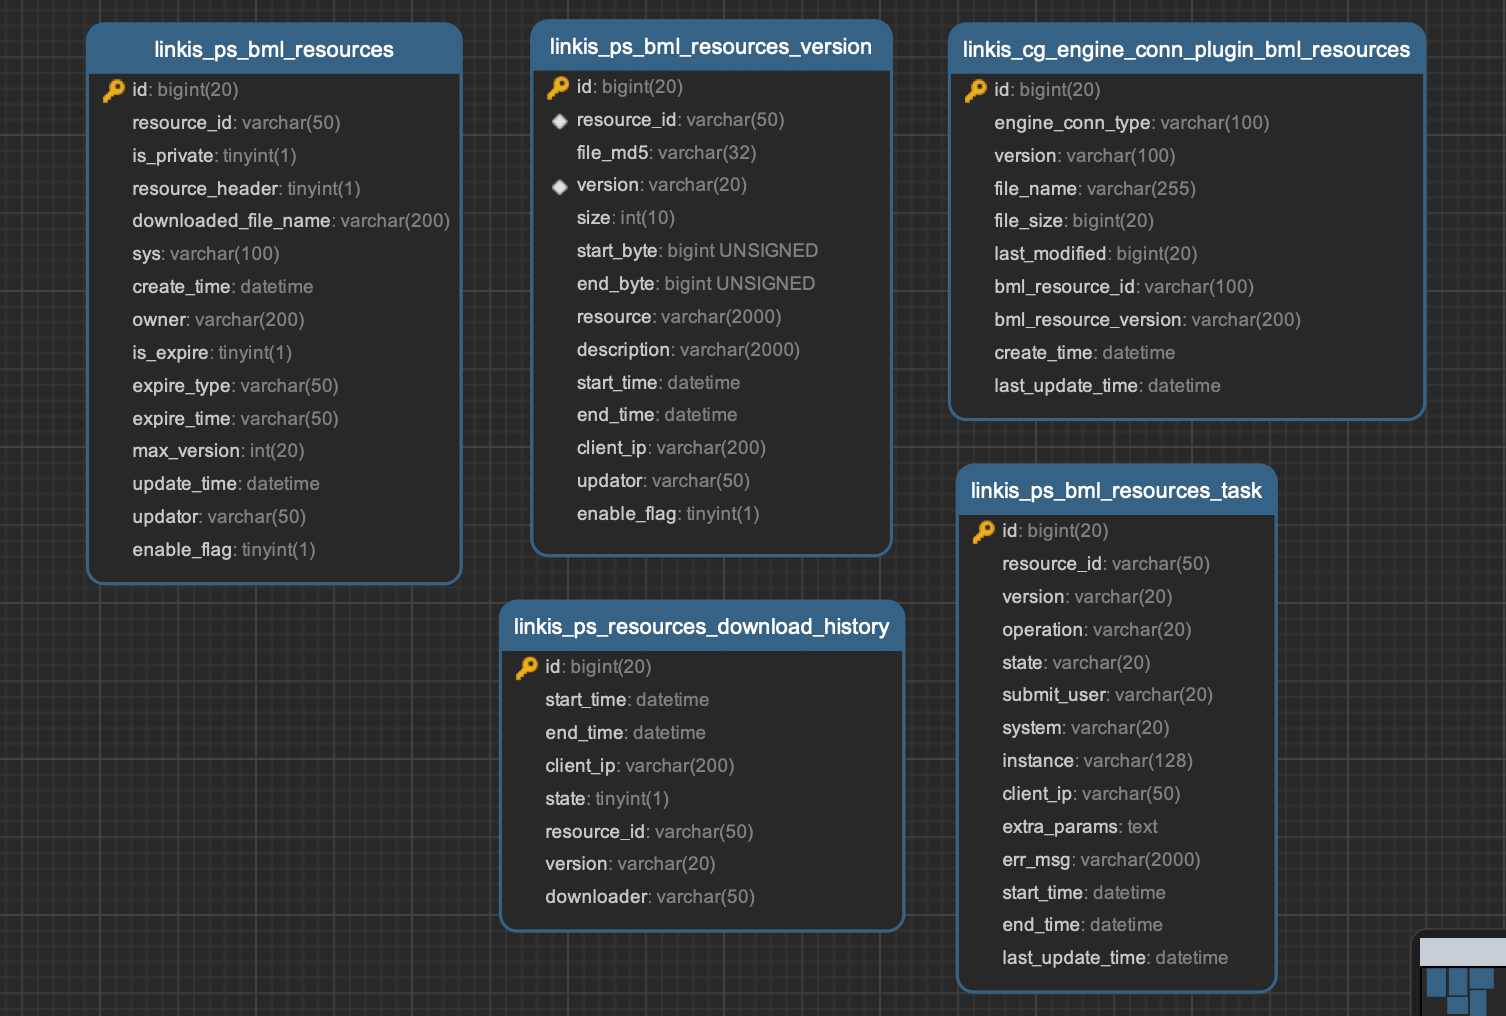 linkis_ps_bml_resources
id: bigint(20)
resource_id: varchar(50)
is_private: tinyint(1)
resource_header: tinyint(1)
downloaded_file_name: varchar(200)
sys: varchar(100)
create_time: datetime
owner: varchar(200)
is_expire: tinyint(1)
expire_type: varchar(50)
expire_time: varchar(50)
max_version: int(20)
update_time: datetime
updator: varchar(50)
enable_flag: tinyint(1)
linkis_ps_bml_resources_version
id: bigint(20)
resource_id: varchar(50)
file_md5: varchar(32)
version: varchar(20)
size: int(10)
start_byte: bigint UNSIGNED
end_byte: bigint UNSIGNED
resource: varchar(2000)
description: varchar(2000)
start_time: datetime
end_time: datetime
client_ip: varchar(200)
updator: varchar(50)
enable_flag: tinyint(1)
linkis_cg_engine_conn_plugin_bml_resources
id: bigint(20)
engine_conn_type: varchar(100)
version: varchar(100)
file_name: varchar(255)
file_size: bigint(20)
last_modified: bigint(20)
bml_resource_id: varchar(100)
bml_resource_version: varchar(200)
create_time: datetime
last_update_time: datetime
linkis_ps_resources_download_history
id: bigint(20)
start_time: datetime
end_time: datetime
client_ip: varchar(200)
state: tinyint(1)
resource_id: varchar(50)
version: varchar(20)
downloader: varchar(50)
linkis_ps_bml_resources_task
id: bigint(20)
resource_id: varchar(50)
version: varchar(20)
operation: varchar(20)
state: varchar(20)
submit_user: varchar(20)
system: varchar(20)
instance: varchar(128)
client_ip: varchar(50)
extra_params: text
err_msg: varchar(2000)
start_time: datetime
end_time: datetime
last_update_time: datetime